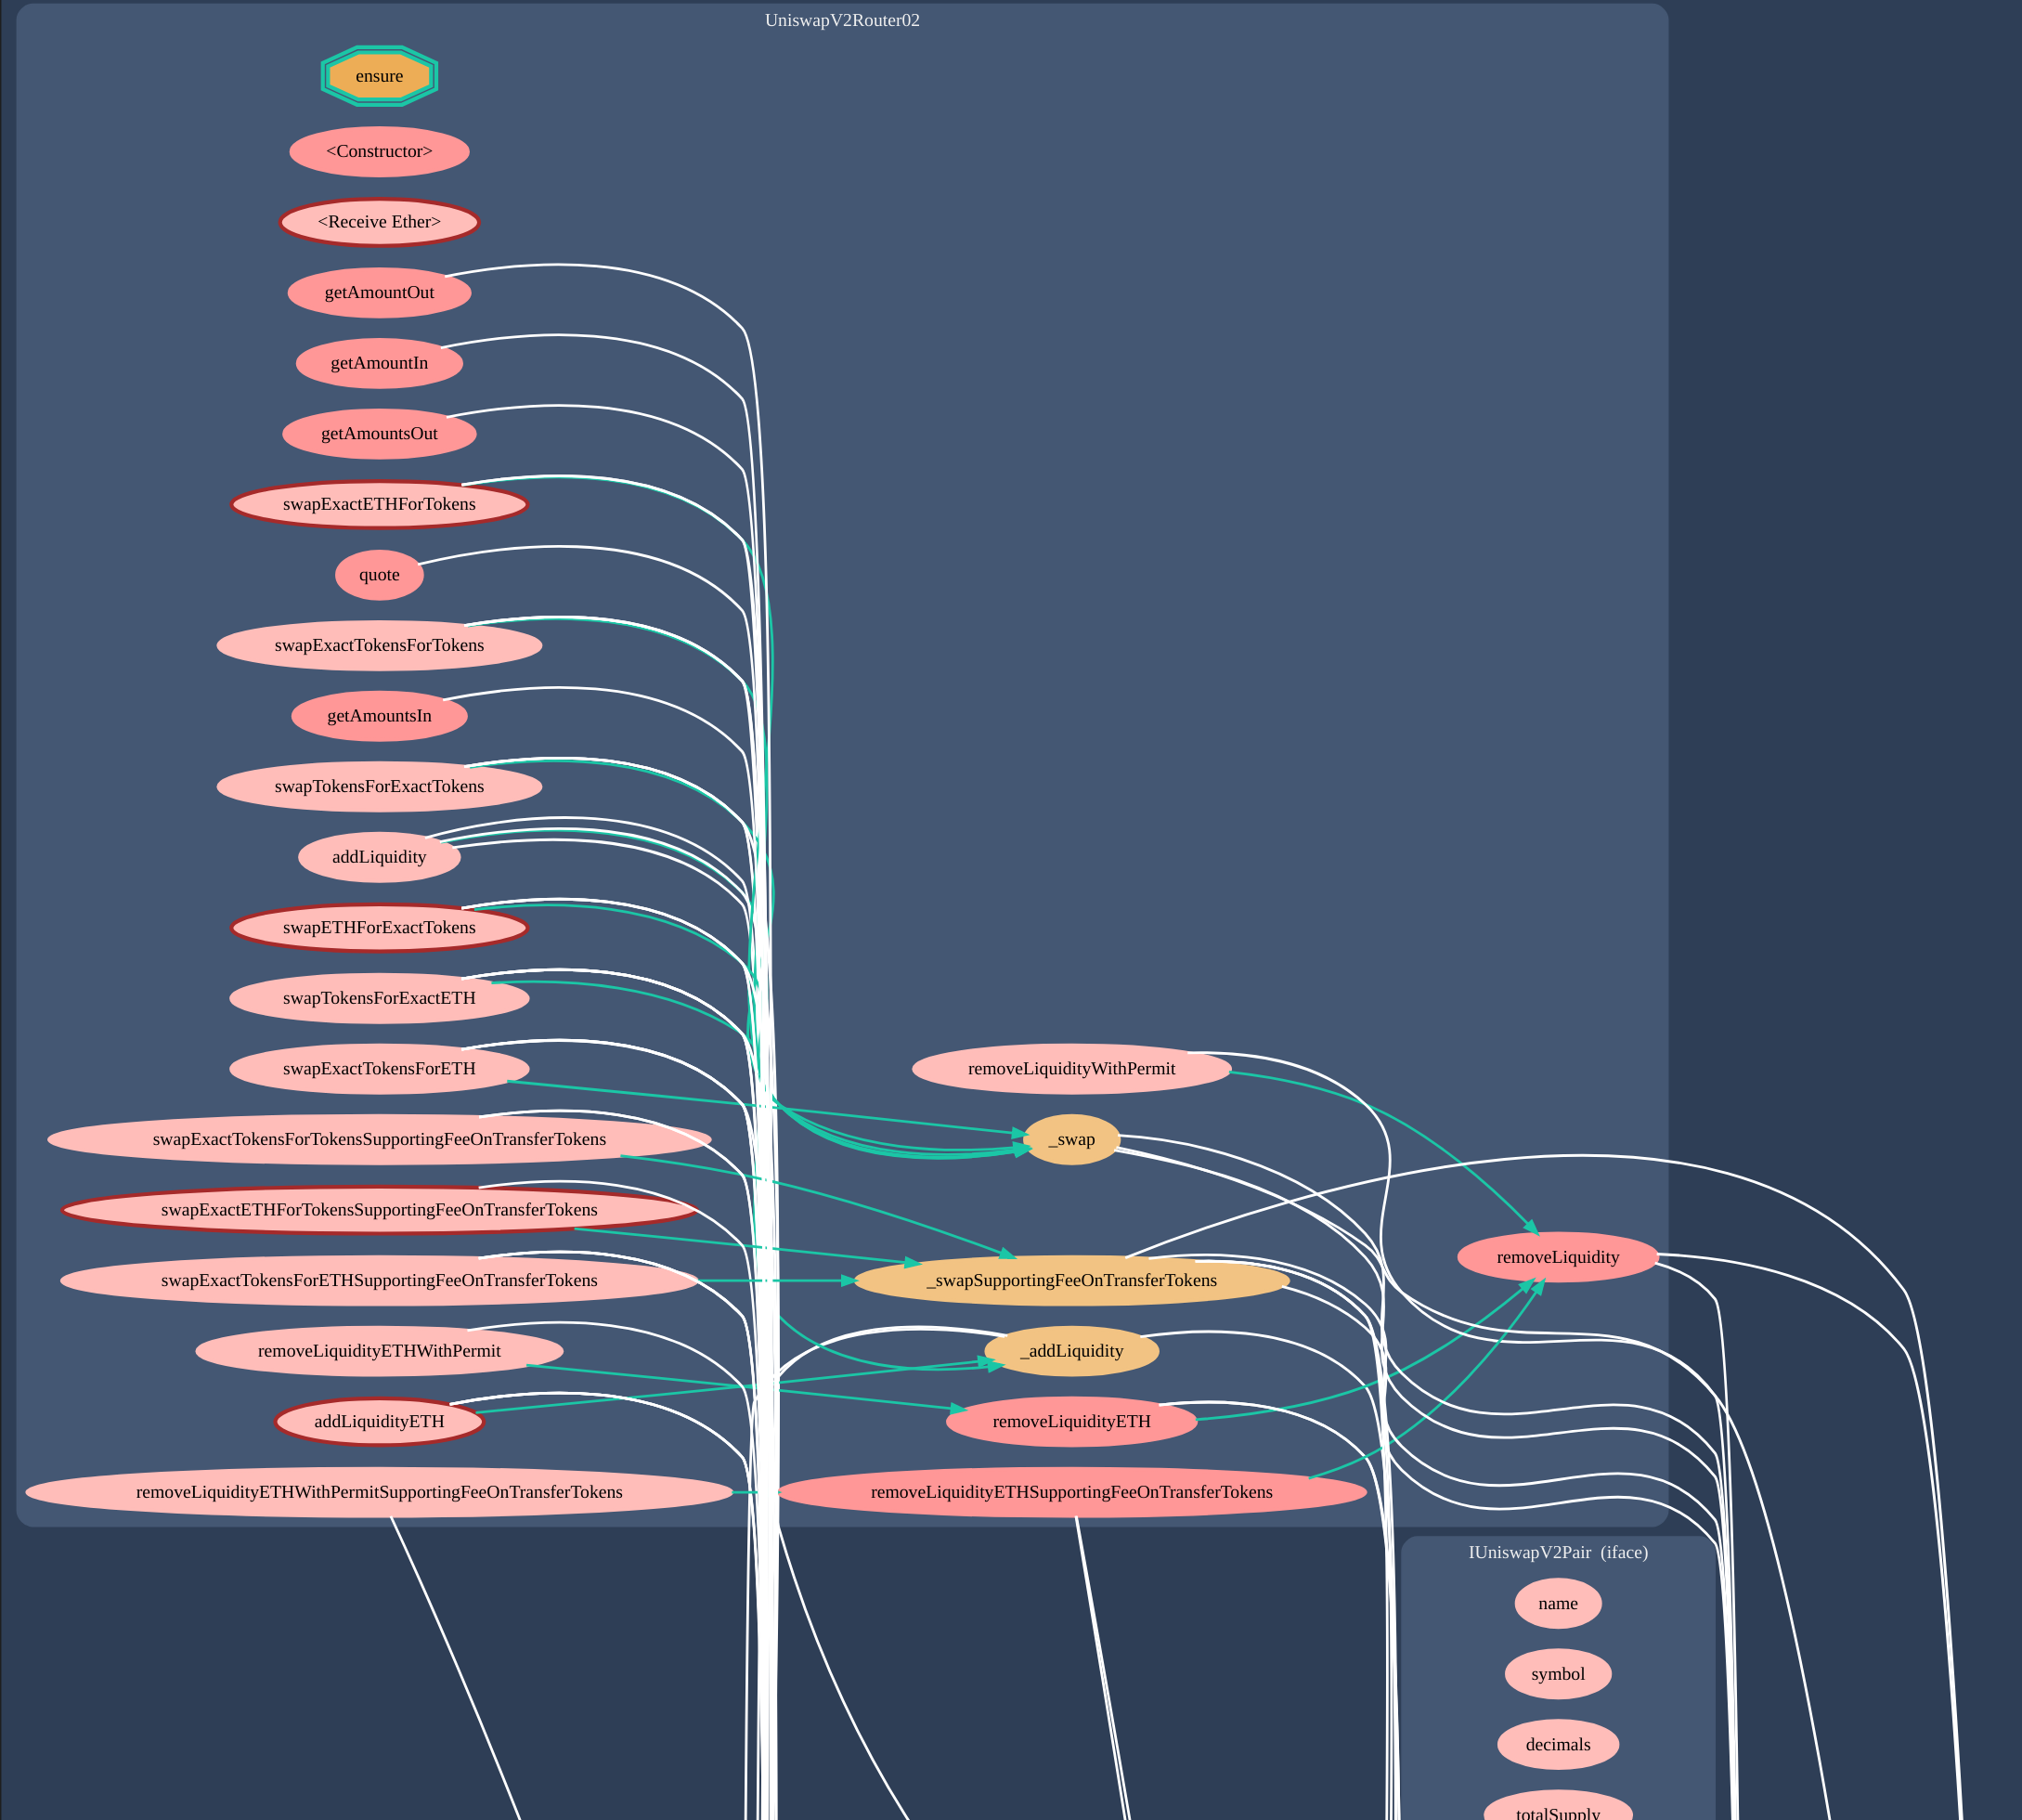 UniswapV2Router02
ensure
<Constructor>
<Receive Ether>
getAmountOut
getAmountIn
getAmountsOut
swapExactETHForTokens
quote
swapExactTokensForTokens
getAmountsIn
swapTokensForExactTokens
addLiquidity
swapETHForExactTokens
swapTokensForExactETH
swapExactTokensForETH
swapExactTokensForTokensSupportingFeeOnTransferTokens
swapExactETHForTokensSupportingFeeOnTransferTokens
swapExactTokensForETHSupportingFeeOnTransferTokens
removeLiquidityETHWithPermit
addLiquidityETH
removeLiquidityETHWithPermitSupportingFeeOnTransferTokens
removeLiquidityWithPermit
_swap
_swapSupportingFeeOnTransferTokens
_addLiquidity
removeLiquidityETH
removeLiquidityETHSupportingFeeOnTransferTokens
removeLiquidity
IUniswapV2Pair (iface)
name
symbol
decimals
totalSupply